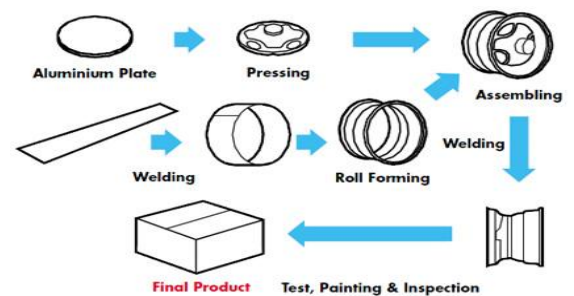 Aluminium Plate
Pressing
Assembling
Welding
Roll Forming
Welding
Final Product
Test, Painting & Inspection